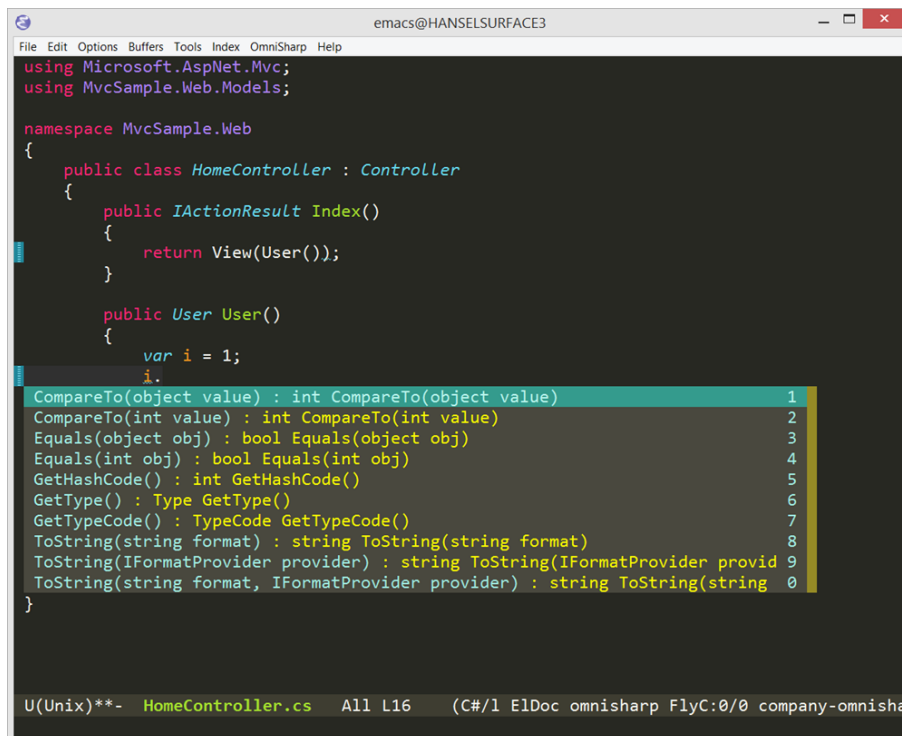 emacs@HANSELSURFACE3
File Edit Options Buffers Tools Index OmniSharp Help
using Microsoft.AspNet.Mvc;
using MvcSample.Web.Models;
namespace MvcSample.Web
{
public class HomeController : Controller
{
public IActionResult Index()
{
return View(User());
}
public User User()
{
var i = 1;
i.
CompareTo(object value) : int CompareTo(object value) 1
CompareTo(int value) : int CompareTo(int value) 2
Equals(object obj) : bool Equals(object obj) 3
Equals(int obj) : bool Equals(int obj) 4
GetHashCode() : int GetHashCode() 5
GetType() : Type GetType() 6
GetTypeCode() : TypeCode GetTypeCode() 7
ToString(string format) : string ToString(string format) 8
ToString(IFormatProvider provider) : string ToString(IFormatProvider provid 9
ToString(string format, IFormatProvider provider) : string ToString(string 0
}
U(Unix)**- HomeController.cs All L16 (C#/l ElDoc omnisharp FlyC:0/0 company-omnisha